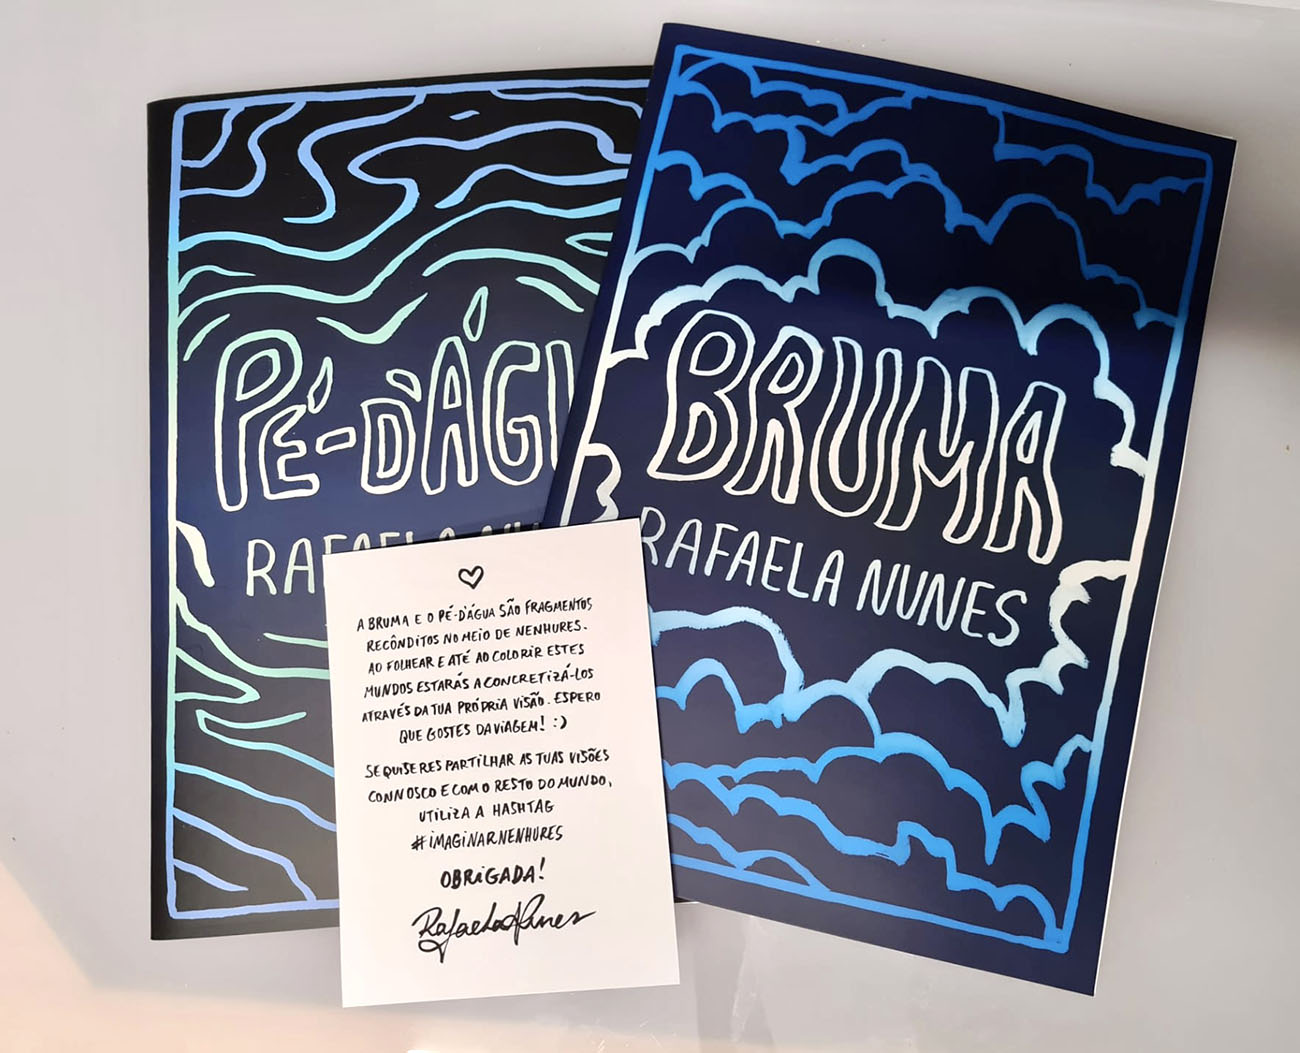 PÉ-D'ÁGU
RAFAELA NU
BRUMA
RAFAELA NUNES
A BRUMA E O PÉ-D'ÁGUA SÃO FRAGMENTOS
RECÔNDITOS NO MEIO DE NENHURES.
AO FOLHEAR E ATÉ AO COLORIR ESTES
MUNDOS ESTARÁS A CONCRETIZÁ-LOS
ATRAVÉS DA TUA PRÓPRIA VISÃO. ESPERO
QUE GOSTES DA VIAGEM! :)
SE QUISERES PARTILHAR AS TUAS VISÕES
CONNOSCO E COM O RESTO DO MUNDO,
UTILIZA A HASHTAG
#IMAGINARNENHURES
OBRIGADA!
Rafaela Nunes